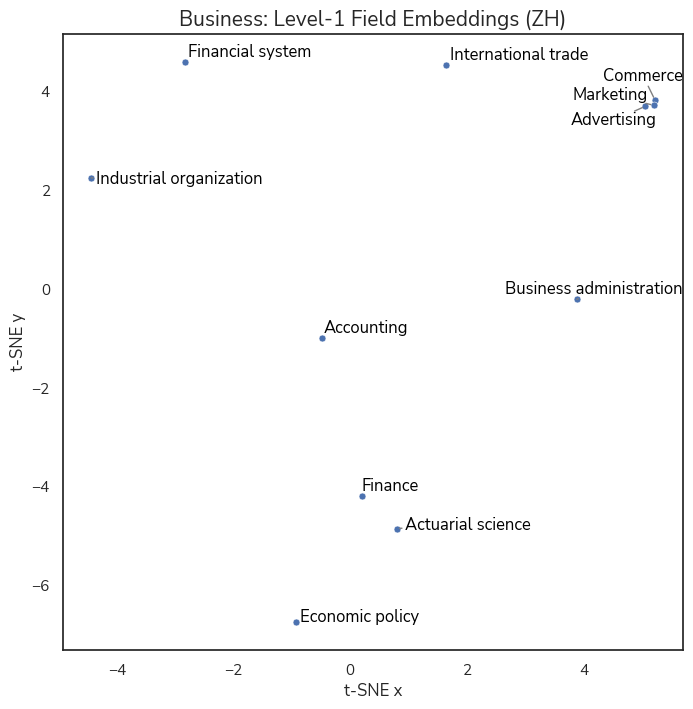 Business: Level-1 Field Embeddings (ZH)
Financial system
International trade
Commerce
Marketing
Advertising
Industrial organization
Business administration
Accounting
Finance
Actuarial science
Economic policy
4
2
0
−2
−4
−6
t-SNE y
−4
−2
0
2
4
t-SNE x